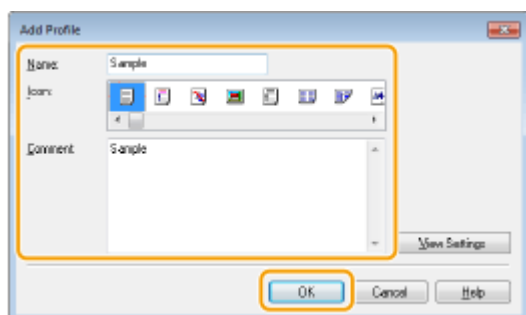 Add Profile
Name: Sample
Icon:
Comment: Sample
View Settings
OK Cancel Help